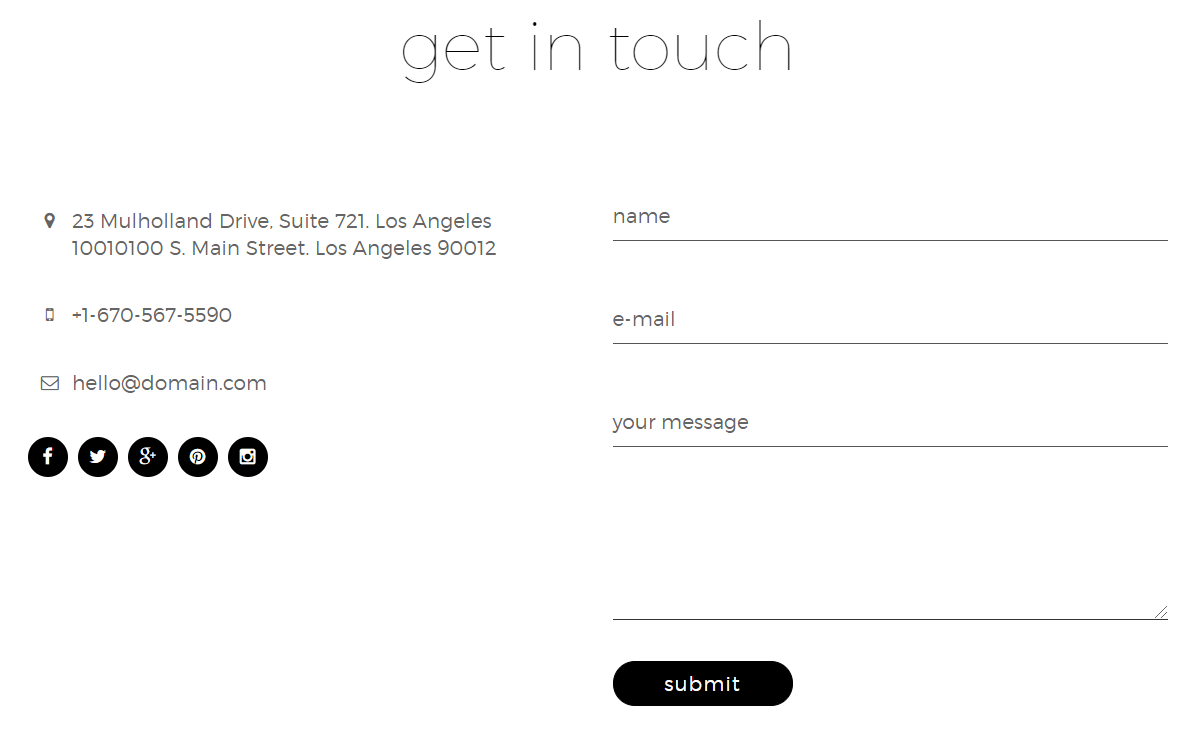 get in touch
23 Mulholland Drive, Suite 721. Los Angeles
10010100 S. Main Street. Los Angeles 90012
+1-670-567-5590
hello@domain.com
name
e-mail
your message
submit